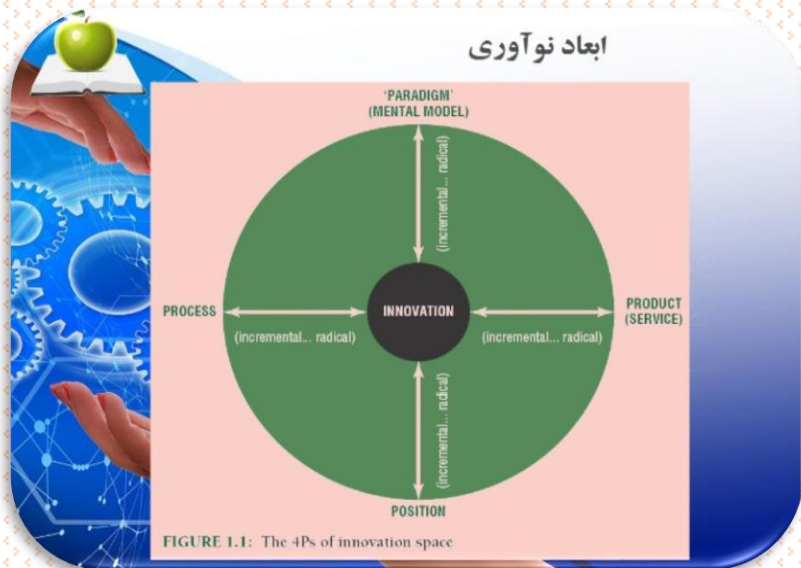 ابعاد نوآوری
'PARADIGM'
(MENTAL MODEL)
(incremental... radical)
PROCESS
(incremental... radical)
INNOVATION
(incremental... radical)
PRODUCT
(SERVICE)
(incremental... radical)
POSITION
FIGURE 1.1: The 4Ps of innovation space